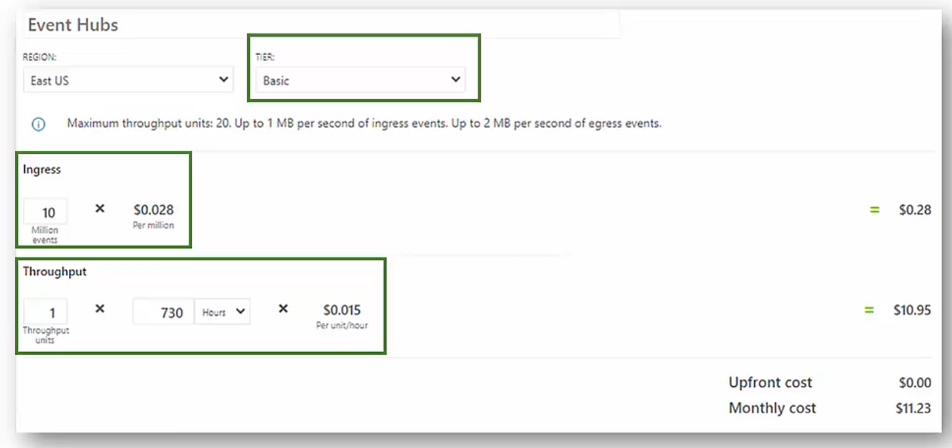 Event Hubs
REGION:
TIER:
East US
Basic
Maximum throughput units: 20. Up to 1 MB per second of ingress events. Up to 2 MB per second of egress events.
Ingress
10 × $0.028 = $0.28
Million
events
Per million
Throughput
1 × 730 Hours × $0.015 = $10.95
Throughput
units
Per unit/hour
Upfront cost $0.00
Monthly cost $11.23